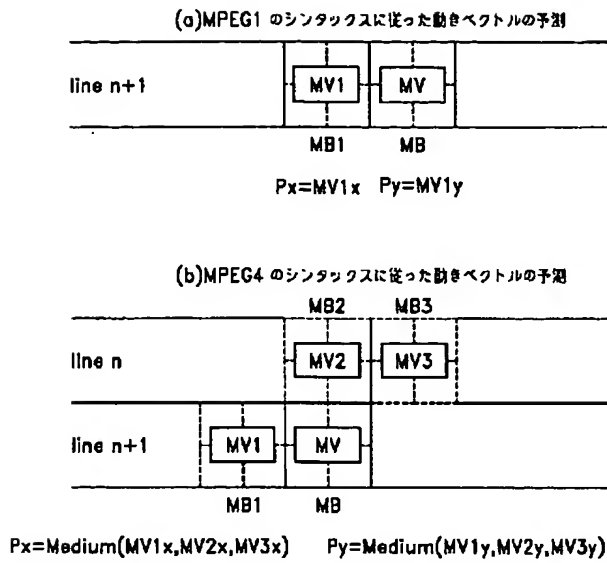 (a)MPEG1 のシンタックスに従った動きベクトルの予測
line n+1
MV1 MV
MB1 MB
Px=MV1x Py=MV1y
(b)MPEG4 のシンタックスに従った動きベクトルの予測
MB2 MB3
line n
MV2 MV3
line n+1
MV1 MV
MB1 MB
Px=Medium(MV1x,MV2x,MV3x) Py=Medium(MV1y,MV2y,MV3y)